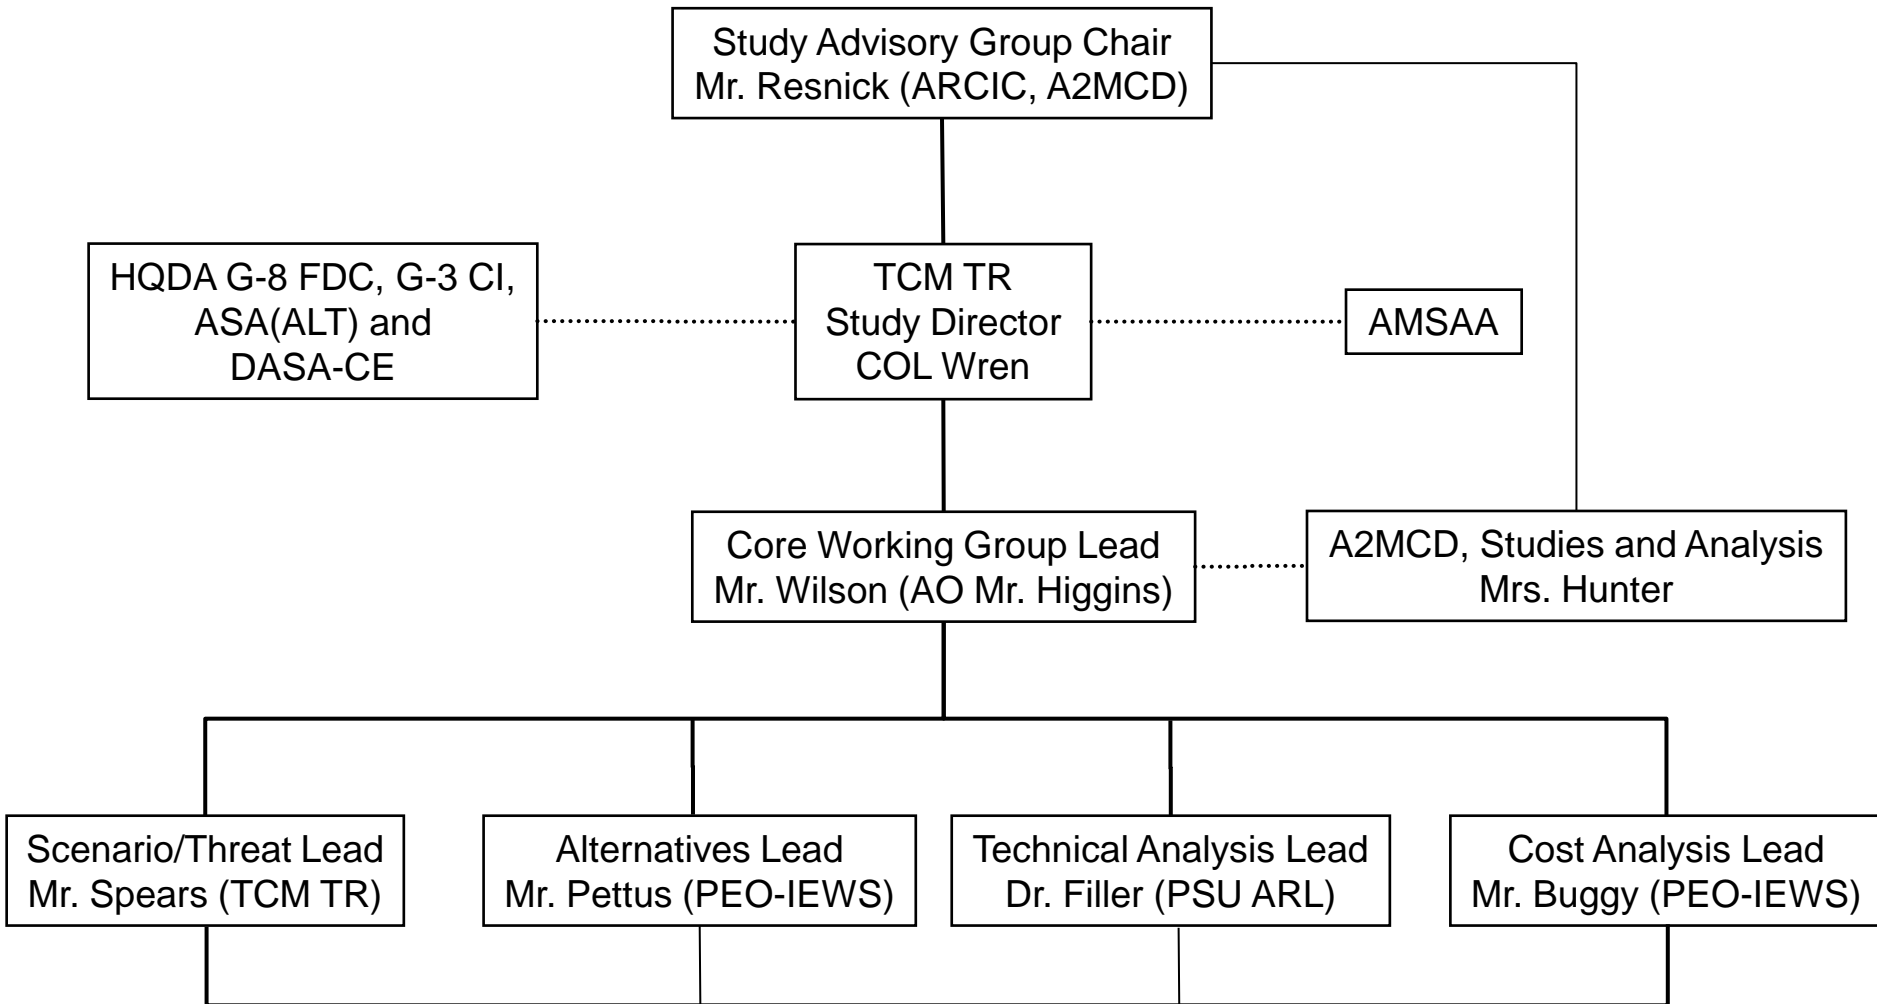 Study Advisory Group Chair
Mr. Resnick (ARCIC, A2MCD)
HQDA G-8 FDC, G-3 CI,
ASA(ALT) and
DASA-CE
TCM TR
Study Director
COL Wren
AMSAA
Core Working Group Lead
Mr. Wilson (AO Mr. Higgins)
A2MCD, Studies and Analysis
Mrs. Hunter
Scenario/Threat Lead
Mr. Spears (TCM TR)
Alternatives Lead
Mr. Pettus (PEO-IEWS)
Technical Analysis Lead
Dr. Filler (PSU ARL)
Cost Analysis Lead
Mr. Buggy (PEO-IEWS)